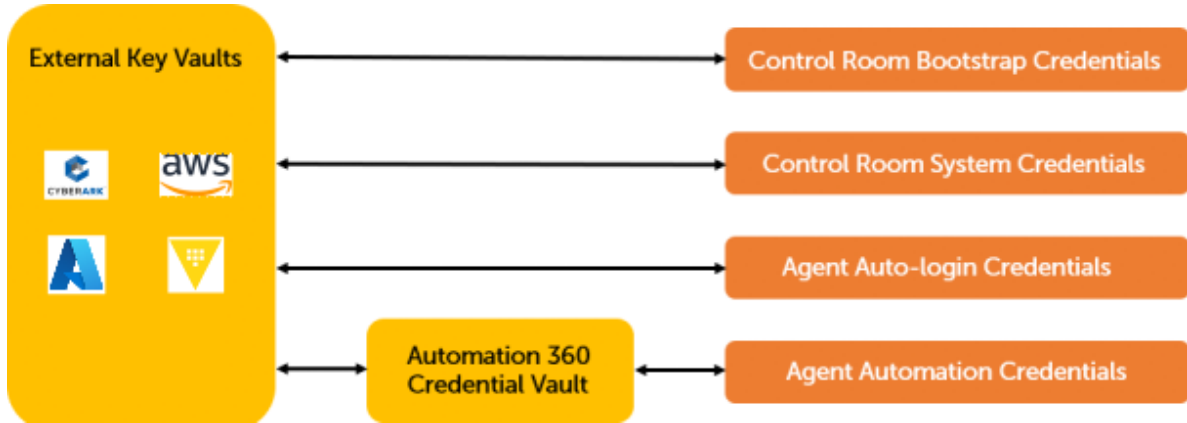 External Key Vaults
Control Room Bootstrap Credentials
CYBERARK
aws
Control Room System Credentials
Agent Auto-login Credentials
Automation 360
Credential Vault
Agent Automation Credentials